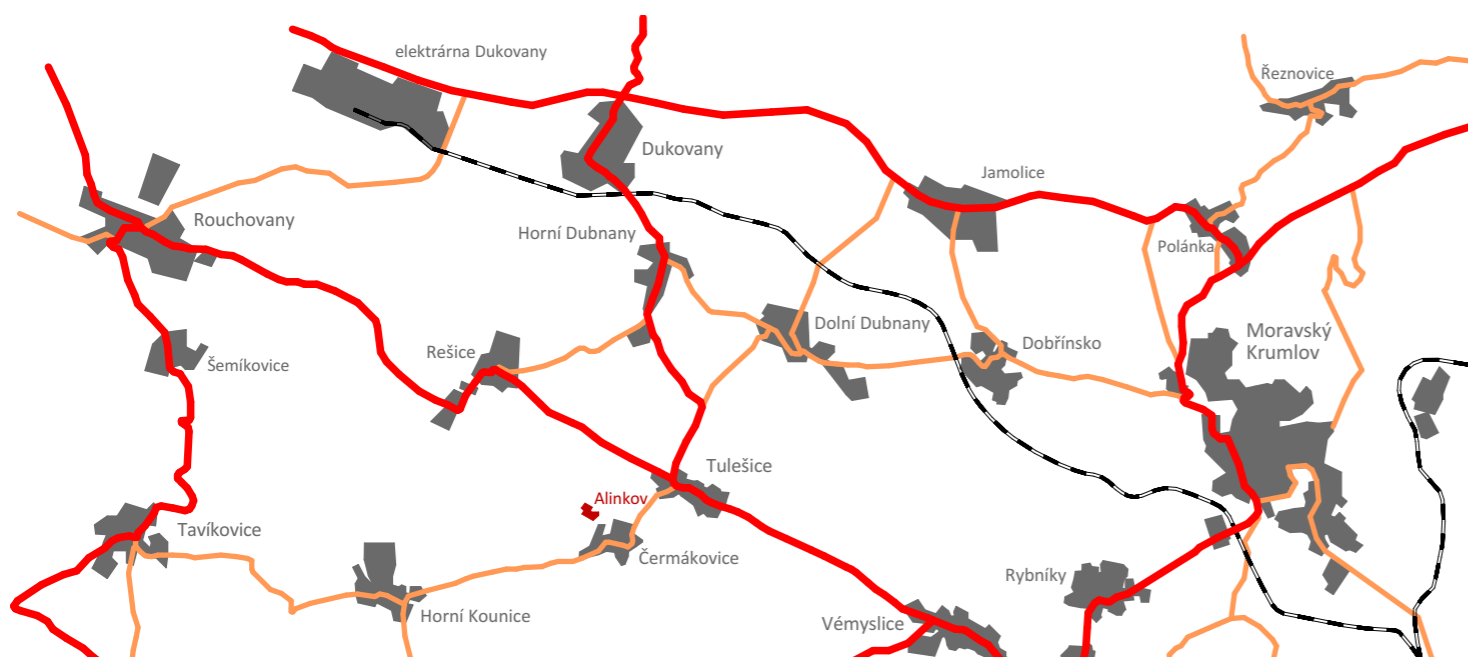 elektrárna Dukovany
Řeznovice
Dukovany
Jamolice
Rouchovany
Horní Dubnany
Polánka
Dolní Dubnany
Moravský
Krumlov
Dobřínsko
Rešice
Šemíkovice
Tulešice
Alinkov
Tavíkovice
Čermákovice
Rybníky
Horní Kounice
Vémyslice